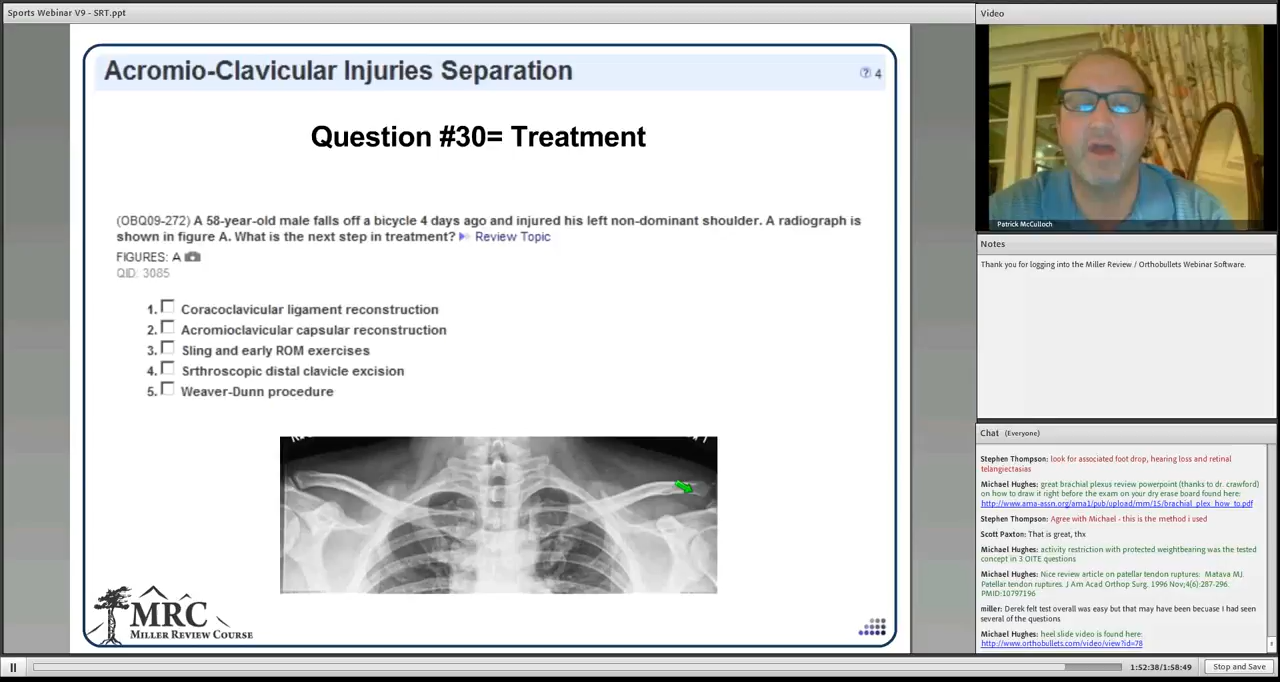 Sports Webinar V9 - SRT.ppt
Acromio-Clavicular Injuries Separation
4
Question #30= Treatment
(OBQ09-272) A 58-year-old male falls off a bicycle 4 days ago and injured his left non-dominant shoulder. A radiograph is
shown in figure A. What is the next step in treatment? Review Topic
FIGURES: A
QID: 3085
1. Coracoclavicular ligament reconstruction
2. Acromioclavicular capsular reconstruction
3. Sling and early ROM exercises
4. Srthroscopic distal clavicle excision
5. Weaver-Dunn procedure
MRC
MILLER REVIEW COURSE
Video
Patrick McCulloch
Notes
Thank you for logging into the Miller Review / Orthobullets Webinar Software.
Chat (Everyone)
Stephen Thompson: look for associated foot drop, hearing loss and retinal
telangiectasias
Michael Hughes: great brachial plexus review powerpoint (thanks to dr. crawford)
on how to draw it right before the exam on your dry erase board found here:
http://www.ama-assn.org/ama1/pub/upload/mm/15/brachial_plex_how_to.pdf
Stephen Thompson: Agree with Michael - this is the method i used
Scott Paxton: That is great, thx
Michael Hughes: activity restriction with protected weightbearing was the tested
concept in 3 OITE questions
Michael Hughes: Nice review article on patellar tendon ruptures: Matava MJ.
Patellar tendon ruptures. J Am Acad Orthop Surg. 1996 Nov;4(6):287-296.
PMID:10797196
miller: Derek felt test overall was easy but that may have been becuase I had seen
several of the questions
Michael Hughes: heel slide video is found here:
http://www.orthobullets.com/video/view?id=78
1:52:38/1:58:49
Stop and Save